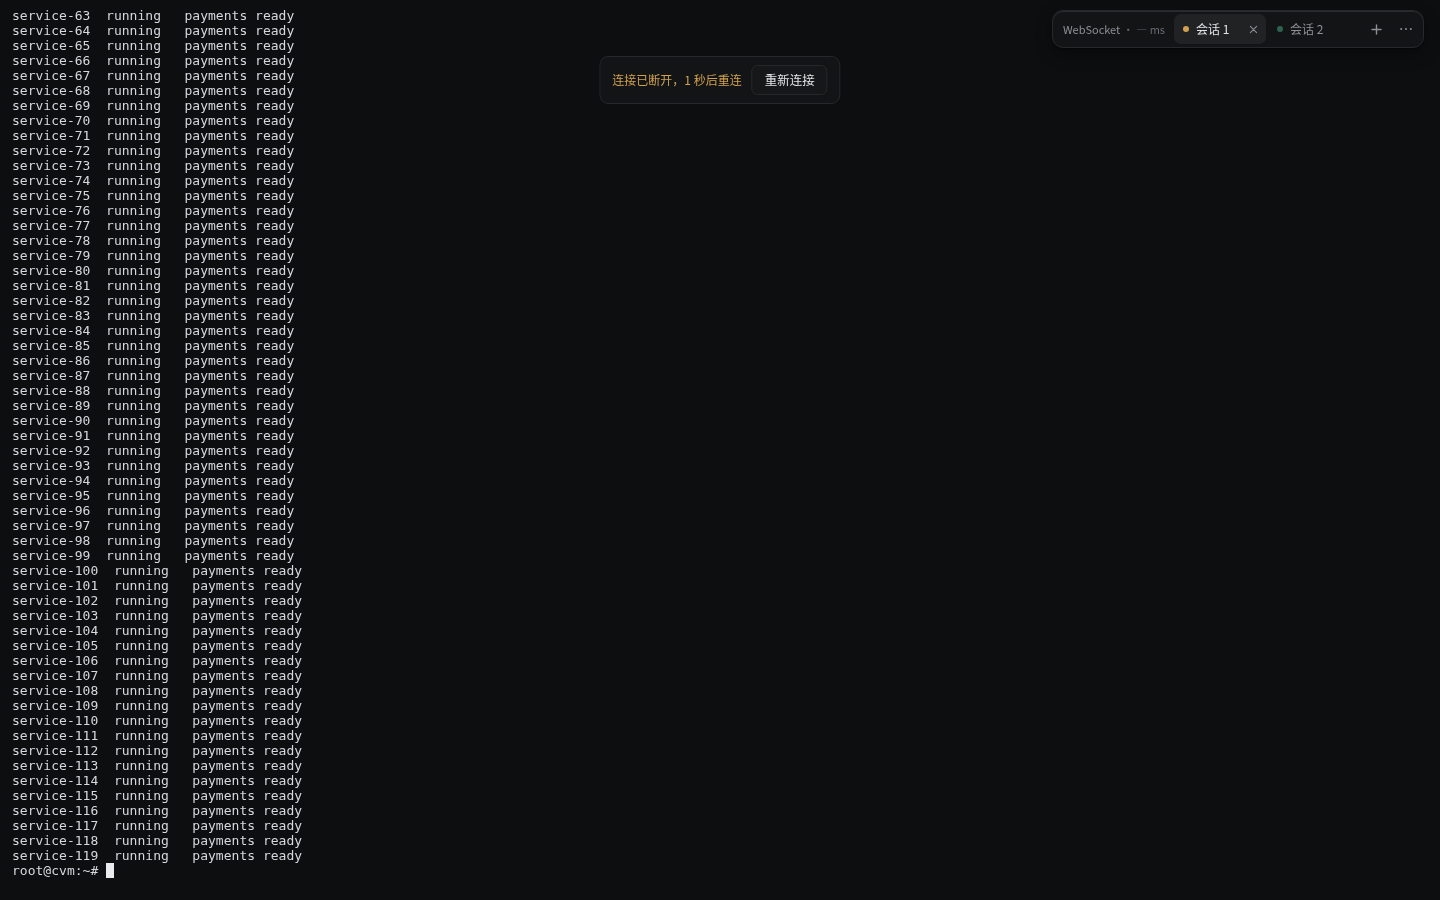 service-63  running   payments ready
WebSocket · — ms 会话 1 × 会话 2 + ···
service-64  running   payments ready
service-65  running   payments ready
service-66  running   payments ready
service-67  running   payments ready
连接已断开，1 秒后重连 重新连接
service-68  running   payments ready
service-69  running   payments ready
service-70  running   payments ready
service-71  running   payments ready
service-72  running   payments ready
service-73  running   payments ready
service-74  running   payments ready
service-75  running   payments ready
service-76  running   payments ready
service-77  running   payments ready
service-78  running   payments ready
service-79  running   payments ready
service-80  running   payments ready
service-81  running   payments ready
service-82  running   payments ready
service-83  running   payments ready
service-84  running   payments ready
service-85  running   payments ready
service-86  running   payments ready
service-87  running   payments ready
service-88  running   payments ready
service-89  running   payments ready
service-90  running   payments ready
service-91  running   payments ready
service-92  running   payments ready
service-93  running   payments ready
service-94  running   payments ready
service-95  running   payments ready
service-96  running   payments ready
service-97  running   payments ready
service-98  running   payments ready
service-99  running   payments ready
service-100  running   payments ready
service-101  running   payments ready
service-102  running   payments ready
service-103  running   payments ready
service-104  running   payments ready
service-105  running   payments ready
service-106  running   payments ready
service-107  running   payments ready
service-108  running   payments ready
service-109  running   payments ready
service-110  running   payments ready
service-111  running   payments ready
service-112  running   payments ready
service-113  running   payments ready
service-114  running   payments ready
service-115  running   payments ready
service-116  running   payments ready
service-117  running   payments ready
service-118  running   payments ready
service-119  running   payments ready
root@cvm:~#